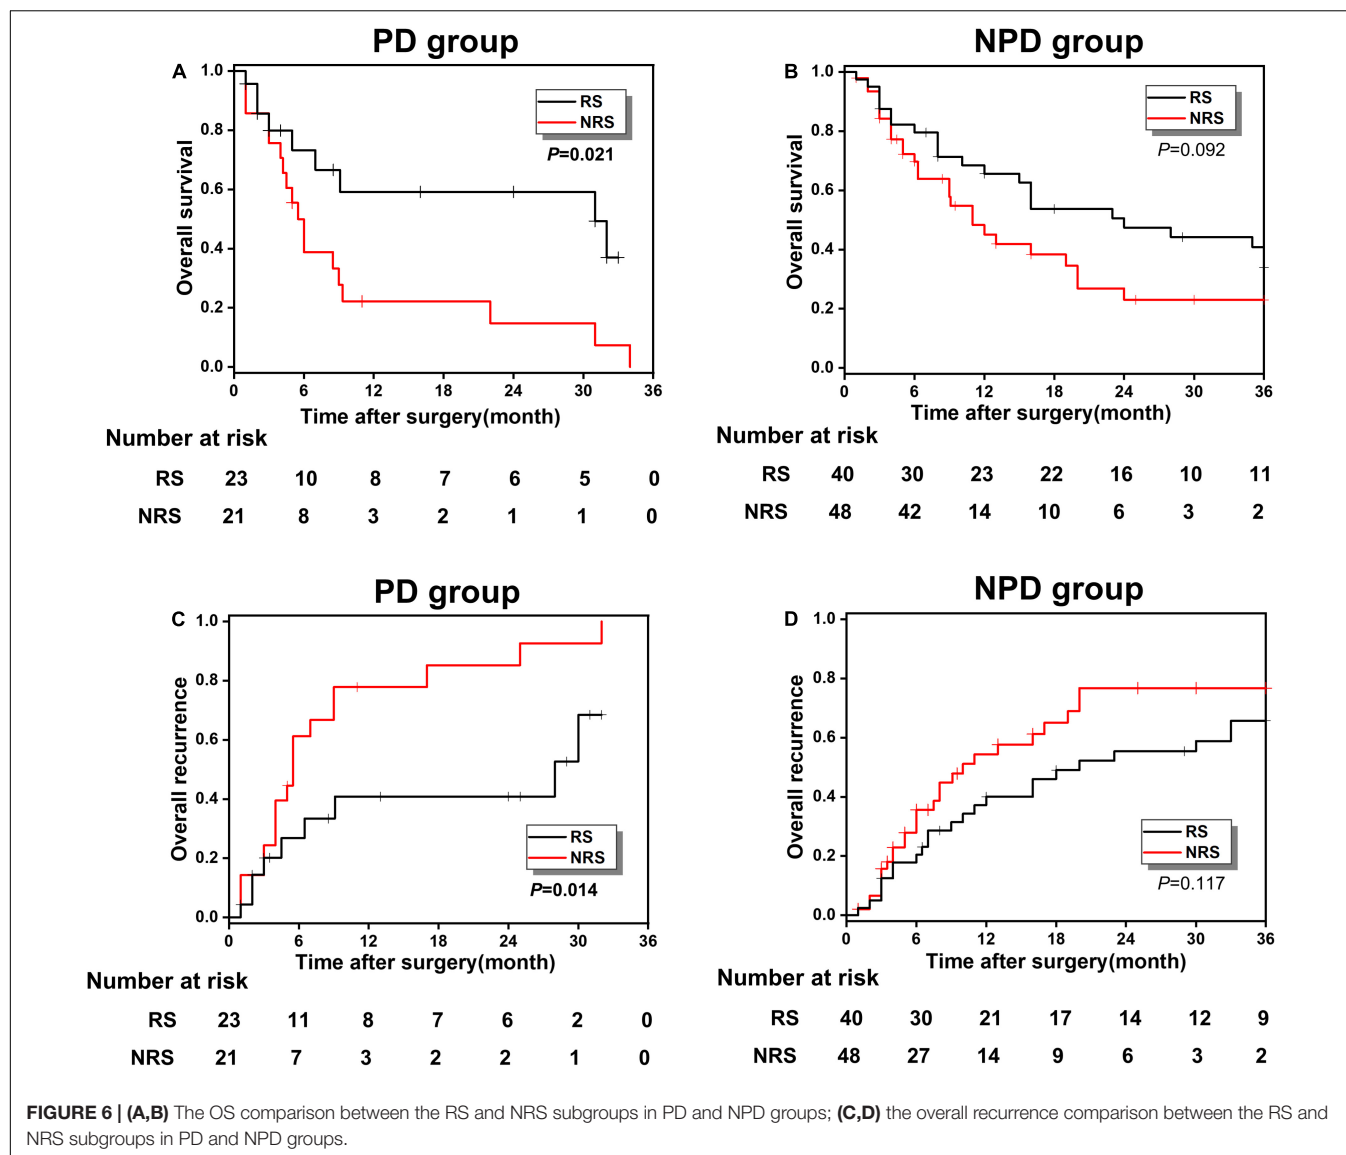 PD group
NPD group
A
B
1.0
0.8
0.6
0.4
0.2
0.0
Overall survival
RS
NRS
P=0.021
0 6 12 18 24 30 36
Time after surgery(month)
Number at risk
RS 23 10 8 7 6 5 0
NRS 21 8 3 2 1 1 0
1.0
0.8
0.6
0.4
0.2
0.0
Overall survival
RS
NRS
P=0.092
0 6 12 18 24 30 36
Time after surgery(month)
Number at risk
RS 40 30 23 22 16 10 11
NRS 48 42 14 10 6 3 2
PD group
NPD group
C
D
1.0
0.8
0.6
0.4
0.2
0.0
Overall recurrence
RS
NRS
P=0.014
0 6 12 18 24 30 36
Time after surgery(month)
Number at risk
RS 23 11 8 7 6 2 0
NRS 21 7 3 2 2 1 0
1.0
0.8
0.6
0.4
0.2
0.0
Overall recurrence
RS
NRS
P=0.117
0 6 12 18 24 30 36
Time after surgery(month)
Number at risk
RS 40 30 21 17 14 12 9
NRS 48 27 14 9 6 3 2
FIGURE 6 | (A,B) The OS comparison between the RS and NRS subgroups in PD and NPD groups; (C,D) the overall recurrence comparison between the RS and
NRS subgroups in PD and NPD groups.